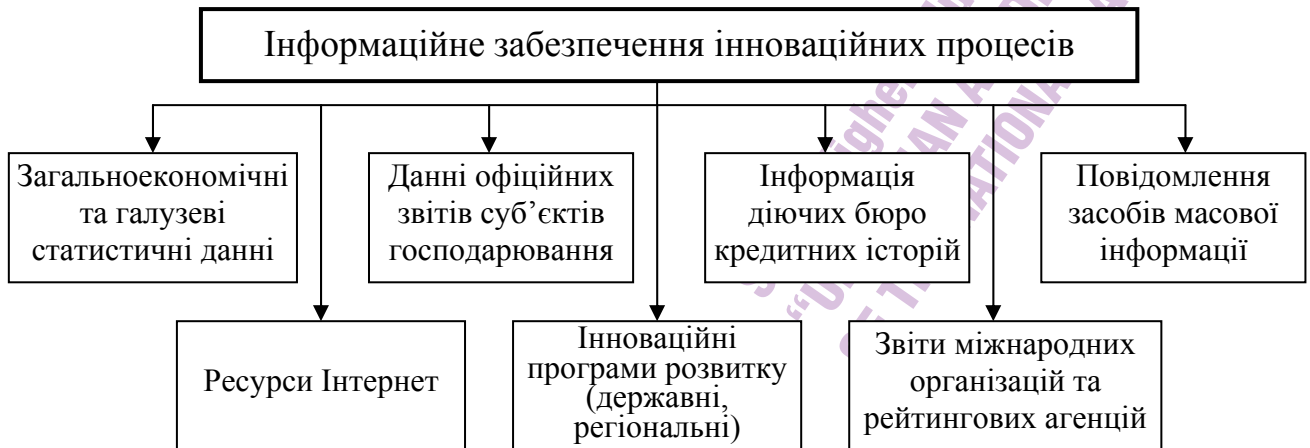 Інформаційне забезпечення інноваційних процесів
Загальноекономічні
та галузеві
статистичні данні
Данні офіційних
звітів суб’єктів
господарювання
Інформація
діючих бюро
кредитних історій
Повідомлення
засобів масової
інформації
Ресурси Інтернет
Інноваційні
програми розвитку
(державні,
регіональні)
Звіти міжнародних
організацій та
рейтингових агенцій